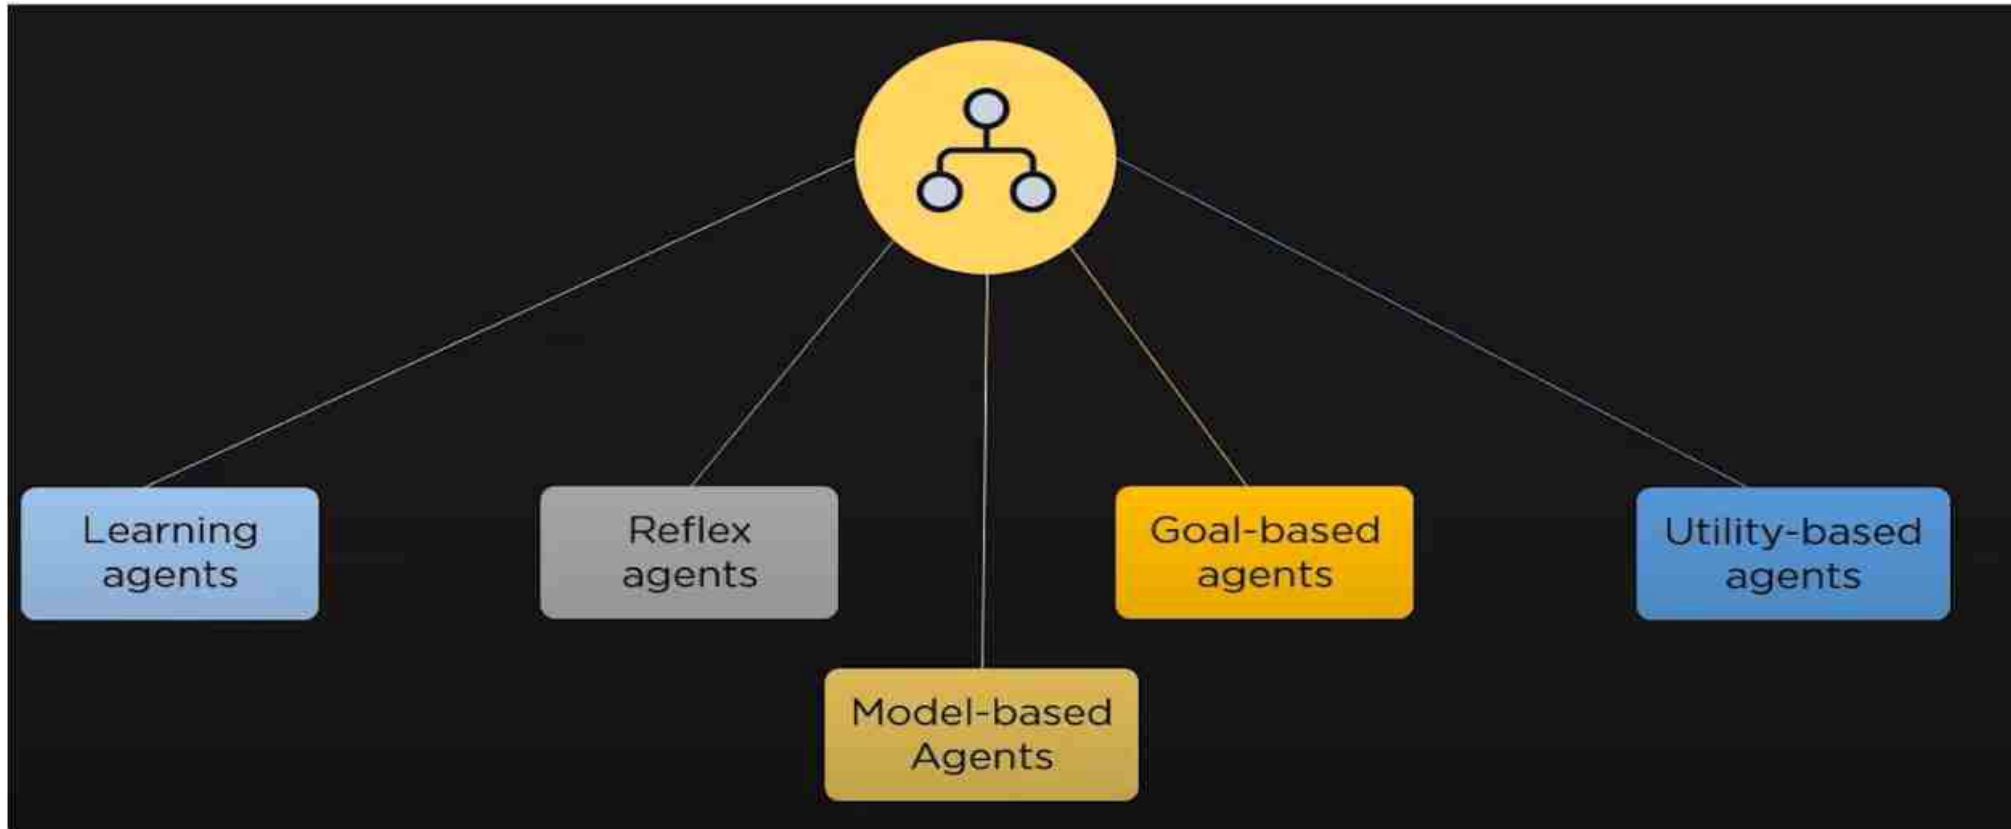 Learning
agents
Reflex
agents
Model-based
Agents
Goal-based
agents
Utility-based
agents